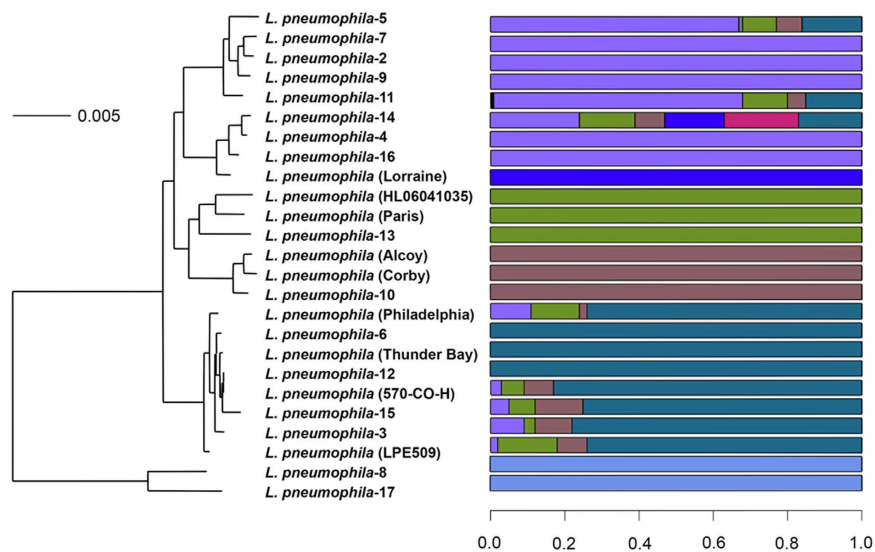 L. pneumophila-5
L. pneumophila-7
L. pneumophila-2
L. pneumophila-9
L. pneumophila-11
L. pneumophila-14
0.005
L. pneumophila-4
L. pneumophila-16
L. pneumophila (Lorraine)
L. pneumophila (HL06041035)
L. pneumophila (Paris)
L. pneumophila-13
L. pneumophila (Alcoy)
L. pneumophila (Corby)
L. pneumophila-10
L. pneumophila (Philadelphia)
L. pneumophila-6
L. pneumophila (Thunder Bay)
L. pneumophila-12
L. pneumophila (570-CO-H)
L. pneumophila-15
L. pneumophila-3
L. pneumophila (LPE509)
L. pneumophila-8
L. pneumophila-17
0.0 0.2 0.4 0.6 0.8 1.0